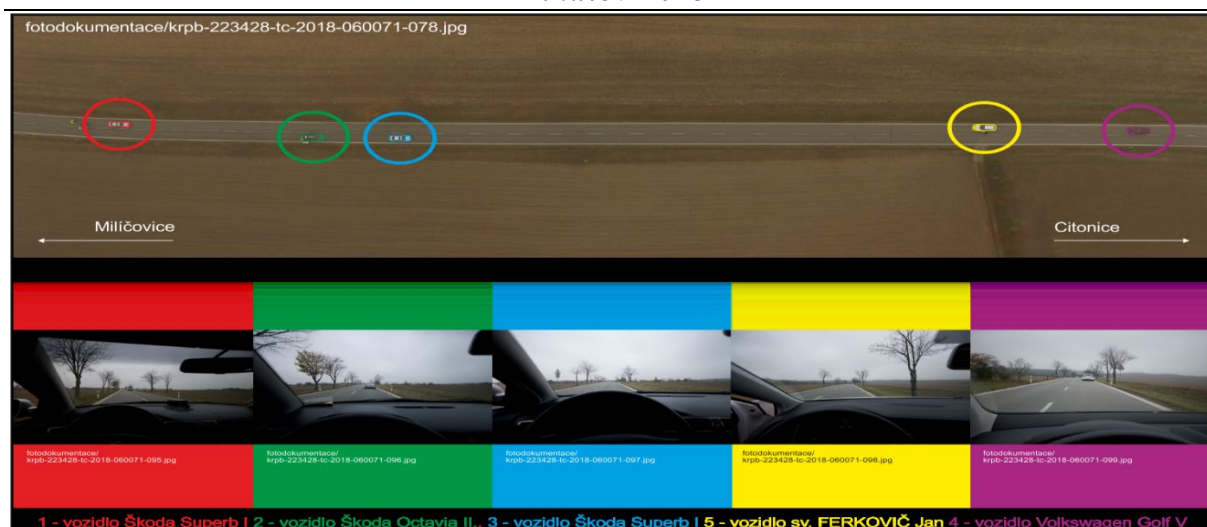 fotodokumentace/krpb-223428-tc-2018-060071-078.jpg
Milíčovice
Citonice
fotodokumentace/
krpb-223428-tc-2018-060071-095.jpg
fotodokumentace/
krpb-223428-tc-2018-060071-096.jpg
fotodokumentace/
krpb-223428-tc-2018-060071-097.jpg
fotodokumentace/
krpb-223428-tc-2018-060071-098.jpg
fotodokumentace/
krpb-223428-tc-2018-060071-099.jpg
1 - vozidlo Škoda Superb I 2 - vozidlo Škoda Octavia II.. 3 - vozidlo Škoda Superb I 5 - vozidlo sv. FERKOVIČ Jan 4 - vozidlo Volkswagen Golf V